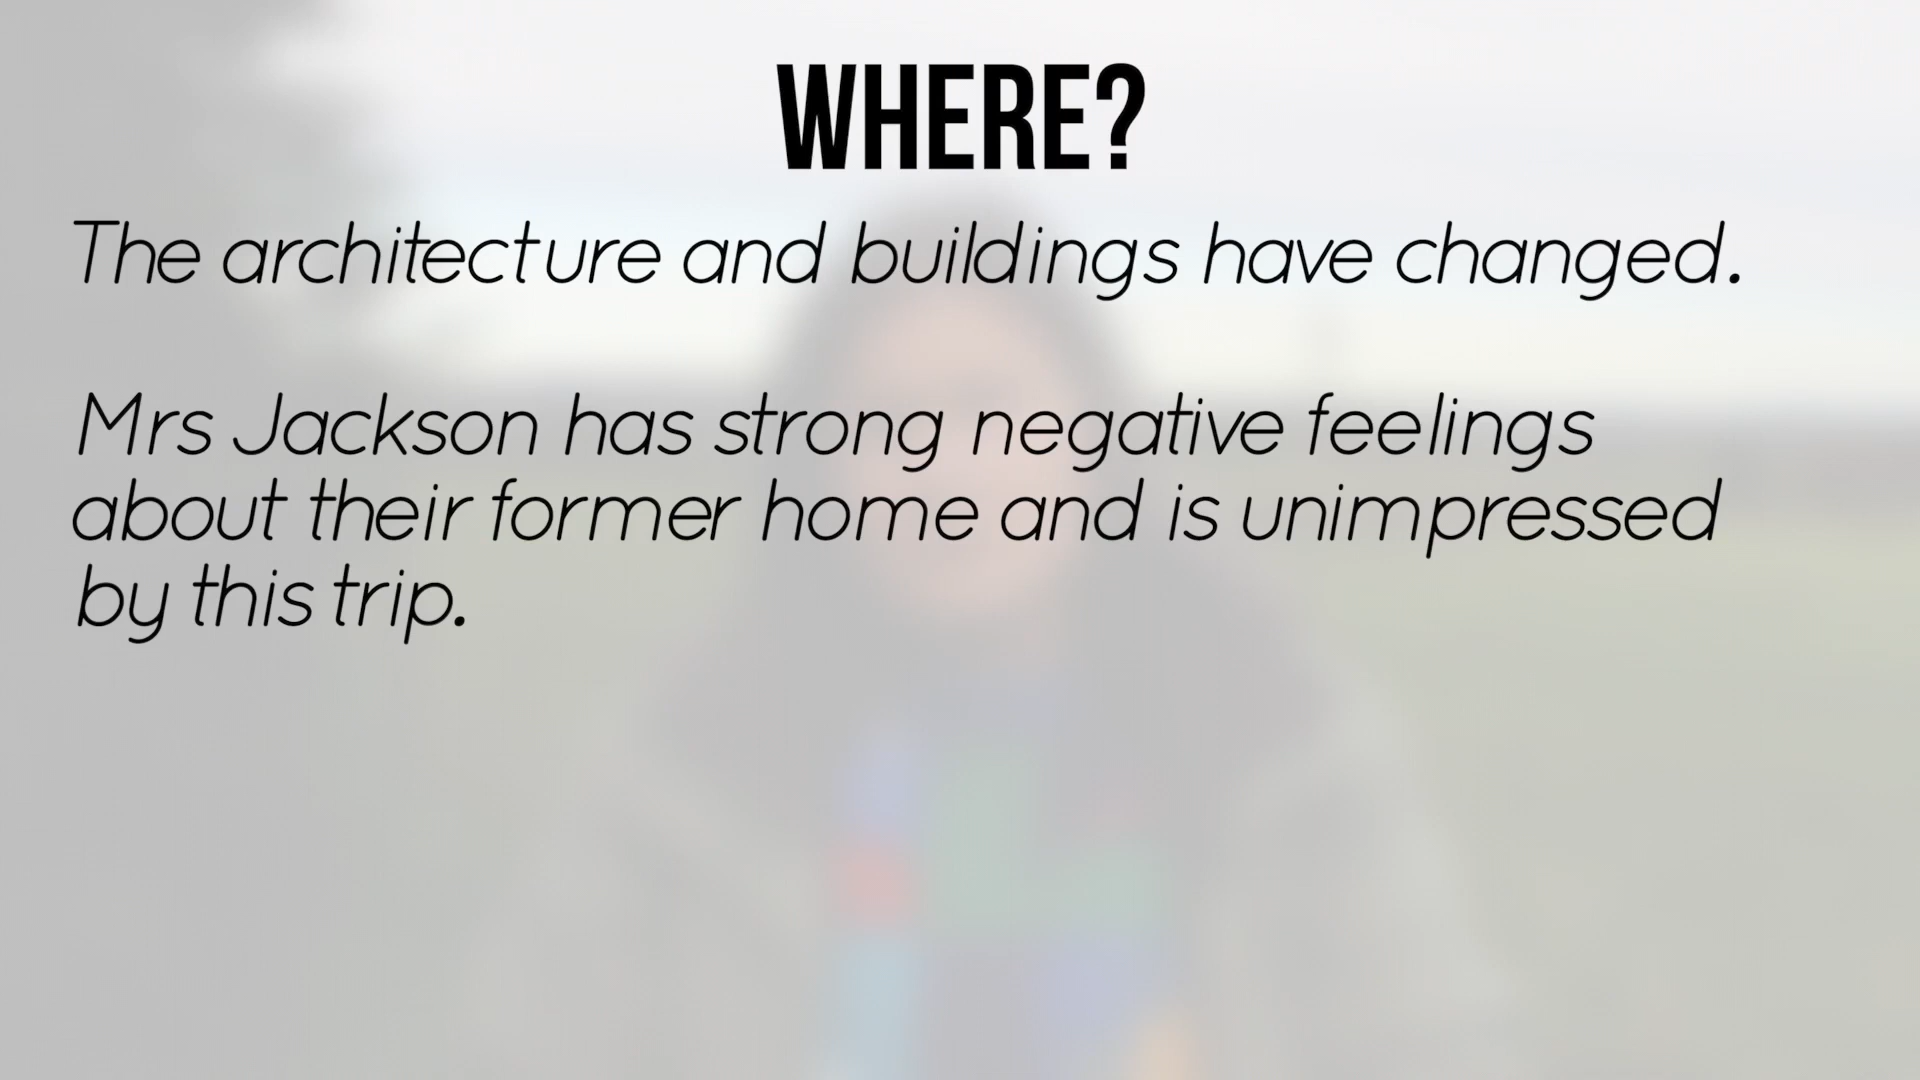 WHERE?
The architecture and buildings have changed.
Mrs Jackson has strong negative feelings
about their former home and is unimpressed
by this trip.